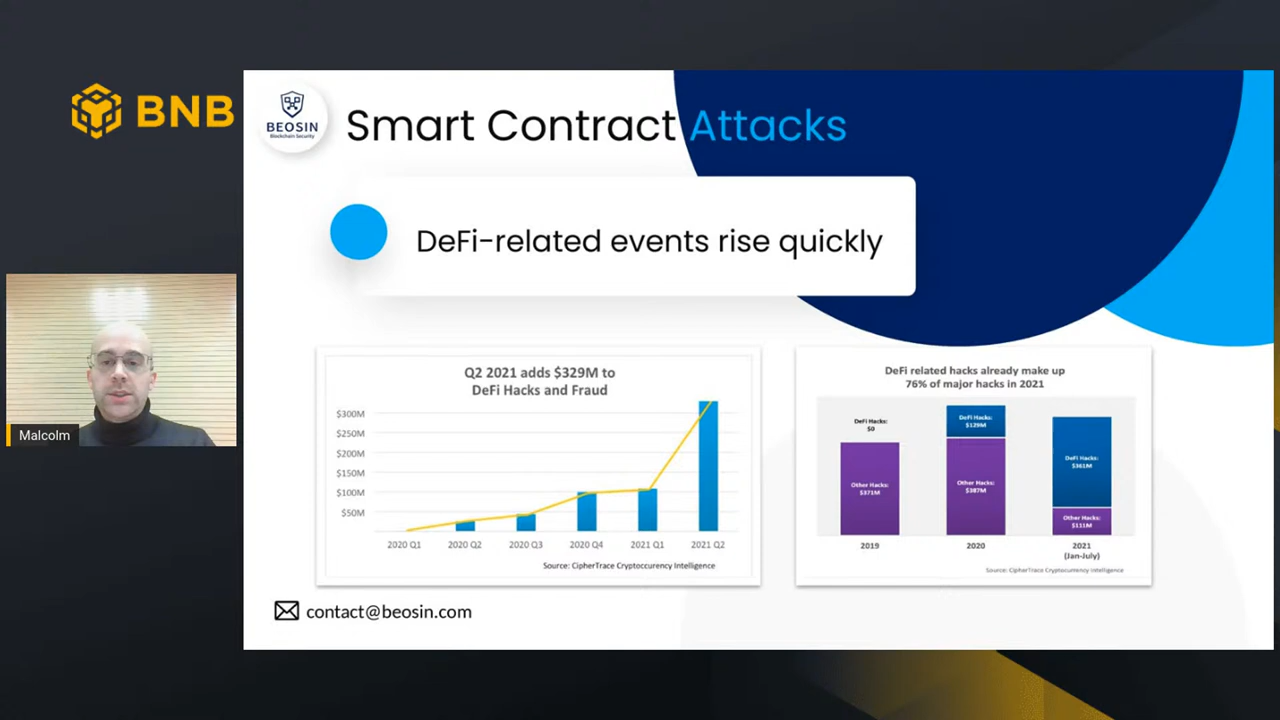 BNB
BEOSIN
Blockchain Security
Smart Contract Attacks
DeFi-related events rise quickly
Malcolm
Q2 2021 adds $329M to
DeFi Hacks and Fraud
$300M
$250M
$200M
$150M
$100M
$50M
2020 Q1
2020 Q2
2020 Q3
2020 Q4
2021 Q1
2021 Q2
Source: CipherTrace Cryptoccurency Intelligence
DeFi related hacks already make up
76% of major hacks in 2021
DeFi Hacks:
$0
Other Hacks:
$371M
DeFi Hacks:
$129M
Other Hacks:
$387M
DeFi Hacks:
$361M
Other Hacks:
$111M
2019
2020
2021
(Jan-July)
Source: CipherTrace Cryptocurrency Intelligence
contact@beosin.com